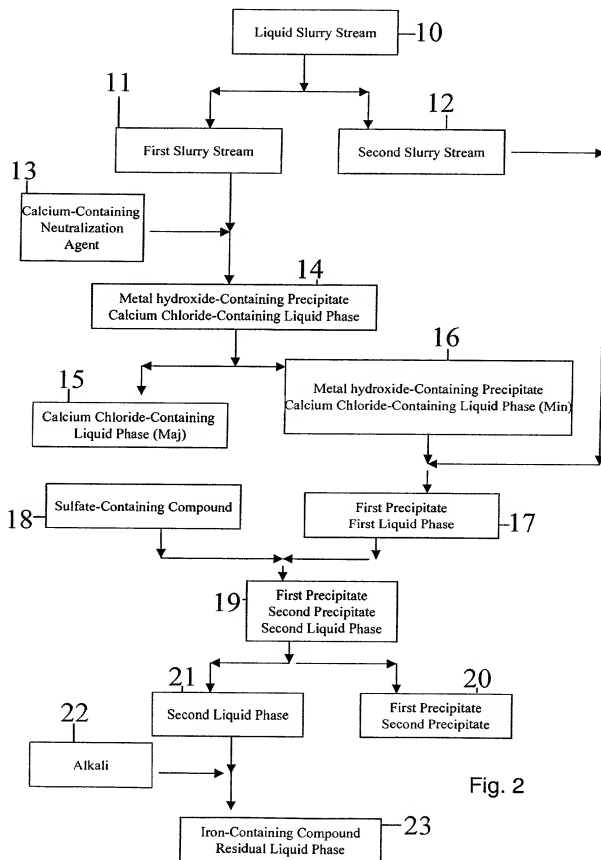 Liquid Slurry Stream
10
11
12
First Slurry Stream
Second Slurry Stream
13
Calcium-Containing
Neutralization
Agent
14
Metal hydroxide-Containing Precipitate
Calcium Chloride-Containing Liquid Phase
16
15
Metal hydroxide-Containing Precipitate
Calcium Chloride-Containing Liquid Phase (Min)
Calcium Chloride-Containing
Liquid Phase (Maj)
18
Sulfate-Containing Compound
First Precipitate
First Liquid Phase
17
19
First Precipitate
Second Precipitate
Second Liquid Phase
21
20
Second Liquid Phase
First Precipitate
Second Precipitate
22
Alkali
Fig. 2
23
Iron-Containing Compound
Residual Liquid Phase